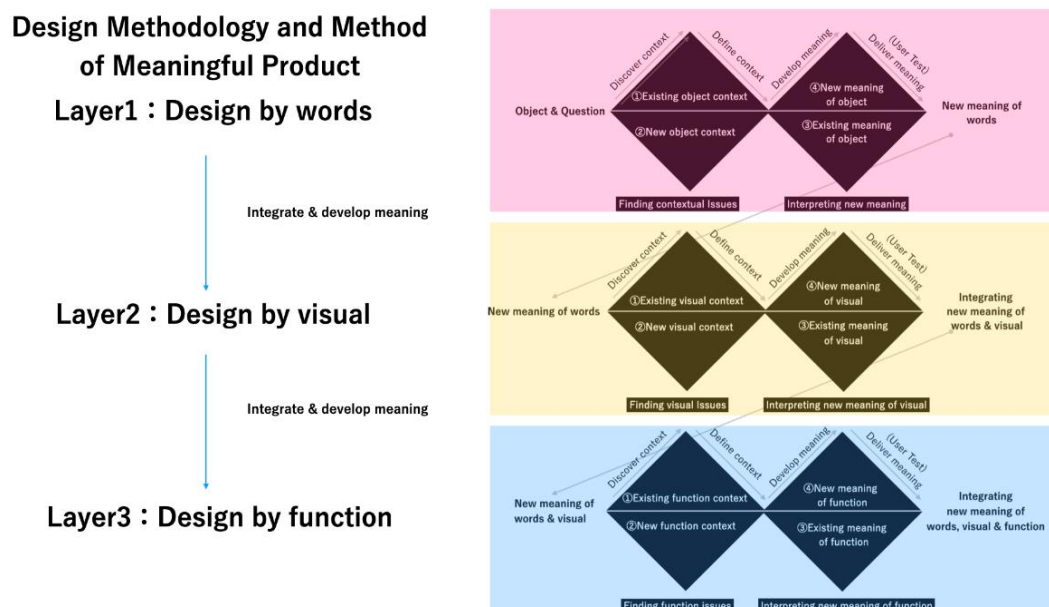 Design Methodology and Method
of Meaningful Product
Layer1：Design by words
Integrate & develop meaning
Layer2：Design by visual
Integrate & develop meaning
Layer3：Design by function
Discover context
Define context
Develop meaning
(User Test)
Deliver meaning
Object & Question
①Existing object context
②New object context
④New meaning
of object
③Existing meaning
of object
New meaning of
words
Finding contextual Issues
Interpreting new meaning
Discover context
Define context
Develop meaning
(User Test)
Deliver meaning
New meaning of words
①Existing visual context
②New visual context
④New meaning
of visual
③Existing meaning
of visual
Integrating
new meaning of
words & visual
Finding visual Issues
Interpreting new meaning of visual
Discover context
Define context
Develop meaning
(User Test)
Deliver meaning
New meaning of
words & visual
①Existing function context
②New function context
④New meaning
of function
③Existing meaning
of function
Integrating
new meaning of
words, visual & function
Finding function issues
Interpreting new meaning of function